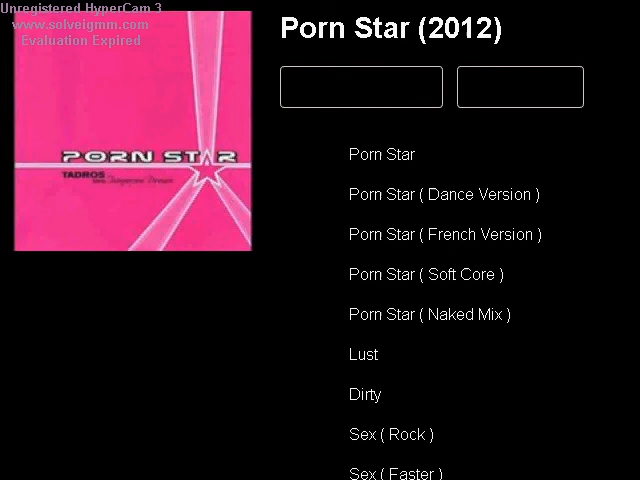 Unregistered HyperCam 3
www.solveigmm.com
Evaluation Expired
Porn Star (2012)
PORN STAR
TADROS
Porn Star
Porn Star ( Dance Version )
Porn Star ( French Version )
Porn Star ( Soft Core )
Porn Star ( Naked Mix )
Lust
Dirty
Sex ( Rock )
Sex ( Faster )